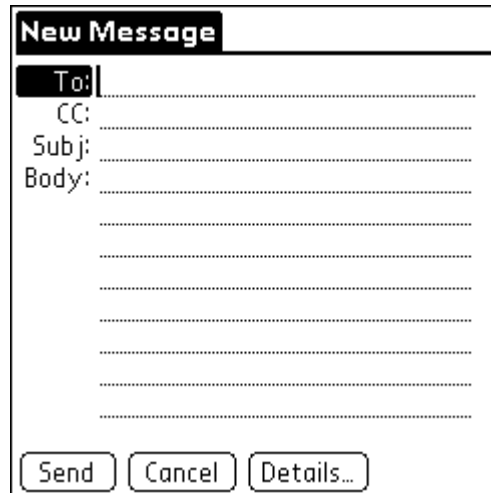 New Message
To:
CC:
Subj:
Body:
Send Cancel Details...